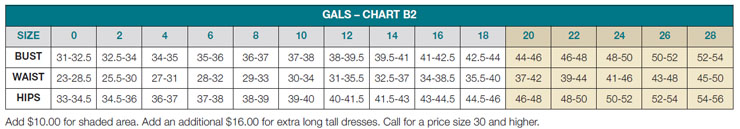 GALS – CHART B2
SIZE 0 2 4 6 8 10 12 14 16 18 20 22 24 26 28
BUST 31-32.5 32.5-34 34-35 35-36 36-37 37-38 38-39.5 39.5-41 41-42.5 42.5-44 44-46 46-48 48-50 50-52 52-54
WAIST 23-28.5 25.5-30 27-31 28-32 29-33 30-34 31-35.5 32.5-37 34-38.5 35.5-40 37-42 39-44 41-46 43-48 45-50
HIPS 33-34.5 34.5-36 36-37 37-38 38-39 39-40 40-41.5 41.5-43 43-44.5 44.5-46 46-48 48-50 50-52 52-54 54-56
Add $10.00 for shaded area. Add an additional $16.00 for extra long tall dresses. Call for a price size 30 and higher.